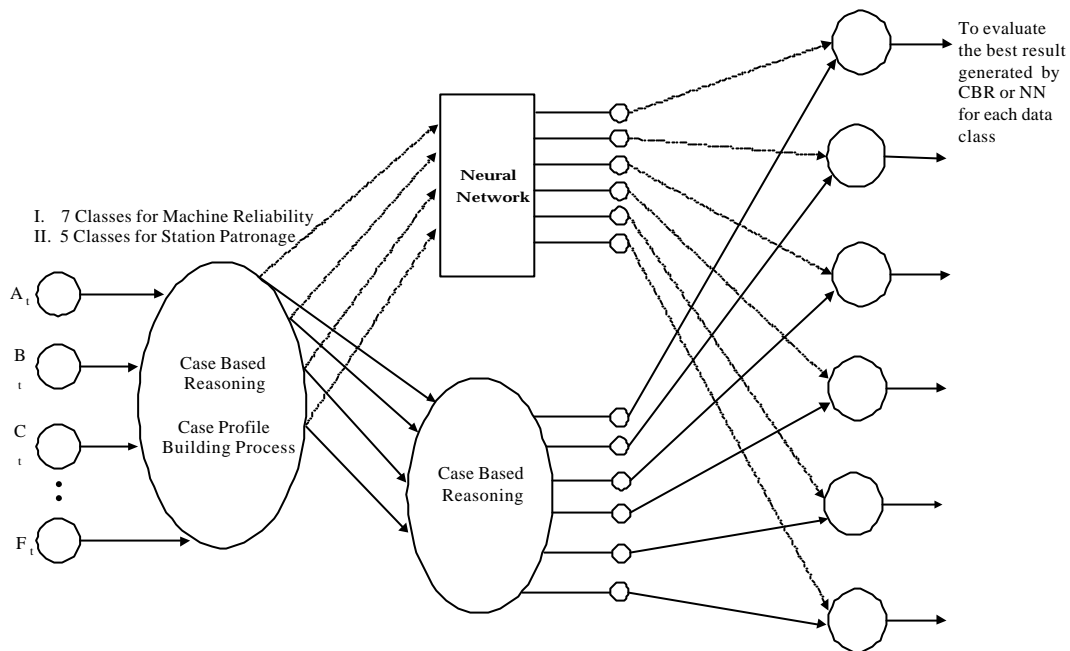 To evaluate
the best result
generated by
CBR or NN
for each data
class
Neural
Network
I. 7 Classes for Machine Reliability
II. 5 Classes for Station Patronage
A t
B
t
C
t
F t
Case Based
Reasoning
Case Profile
Building Process
Case Based
Reasoning